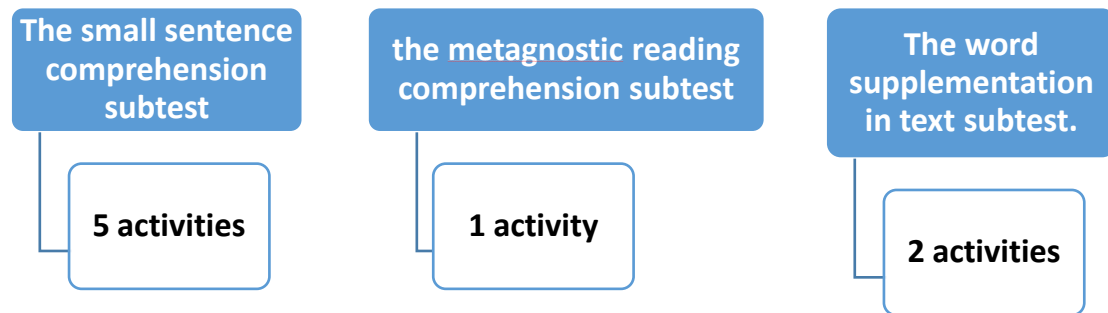 The small sentence
comprehension
subtest
5 activities
the metagnostic reading
comprehension subtest
1 activity
The word
supplementation
in text subtest.
2 activities